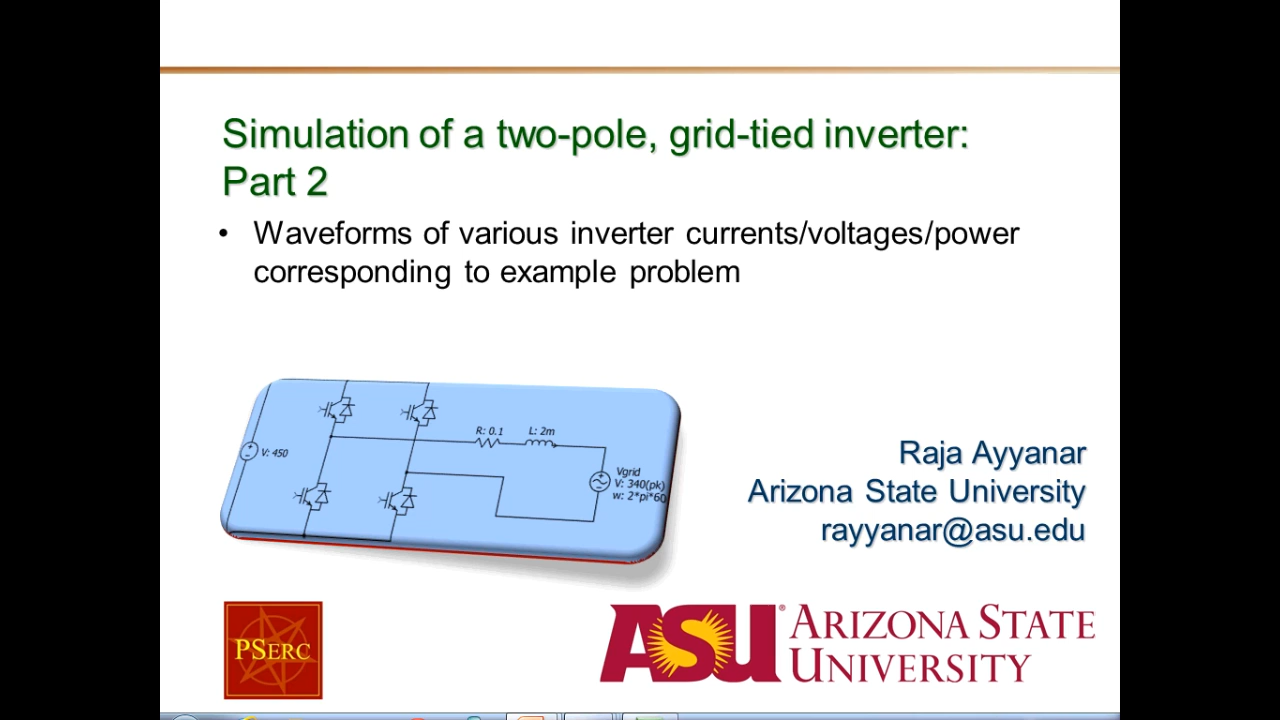 Simulation of a two-pole, grid-tied inverter:
Part 2
• Waveforms of various inverter currents/voltages/power
corresponding to example problem
V: 450
R: 0.1
L: 2m
Vgrid
V: 340(pk)
w: 2*pi*60
Raja Ayyanar
Arizona State University
rayyanar@asu.edu
PSERC
ASU®
ARIZONA STATE
UNIVERSITY